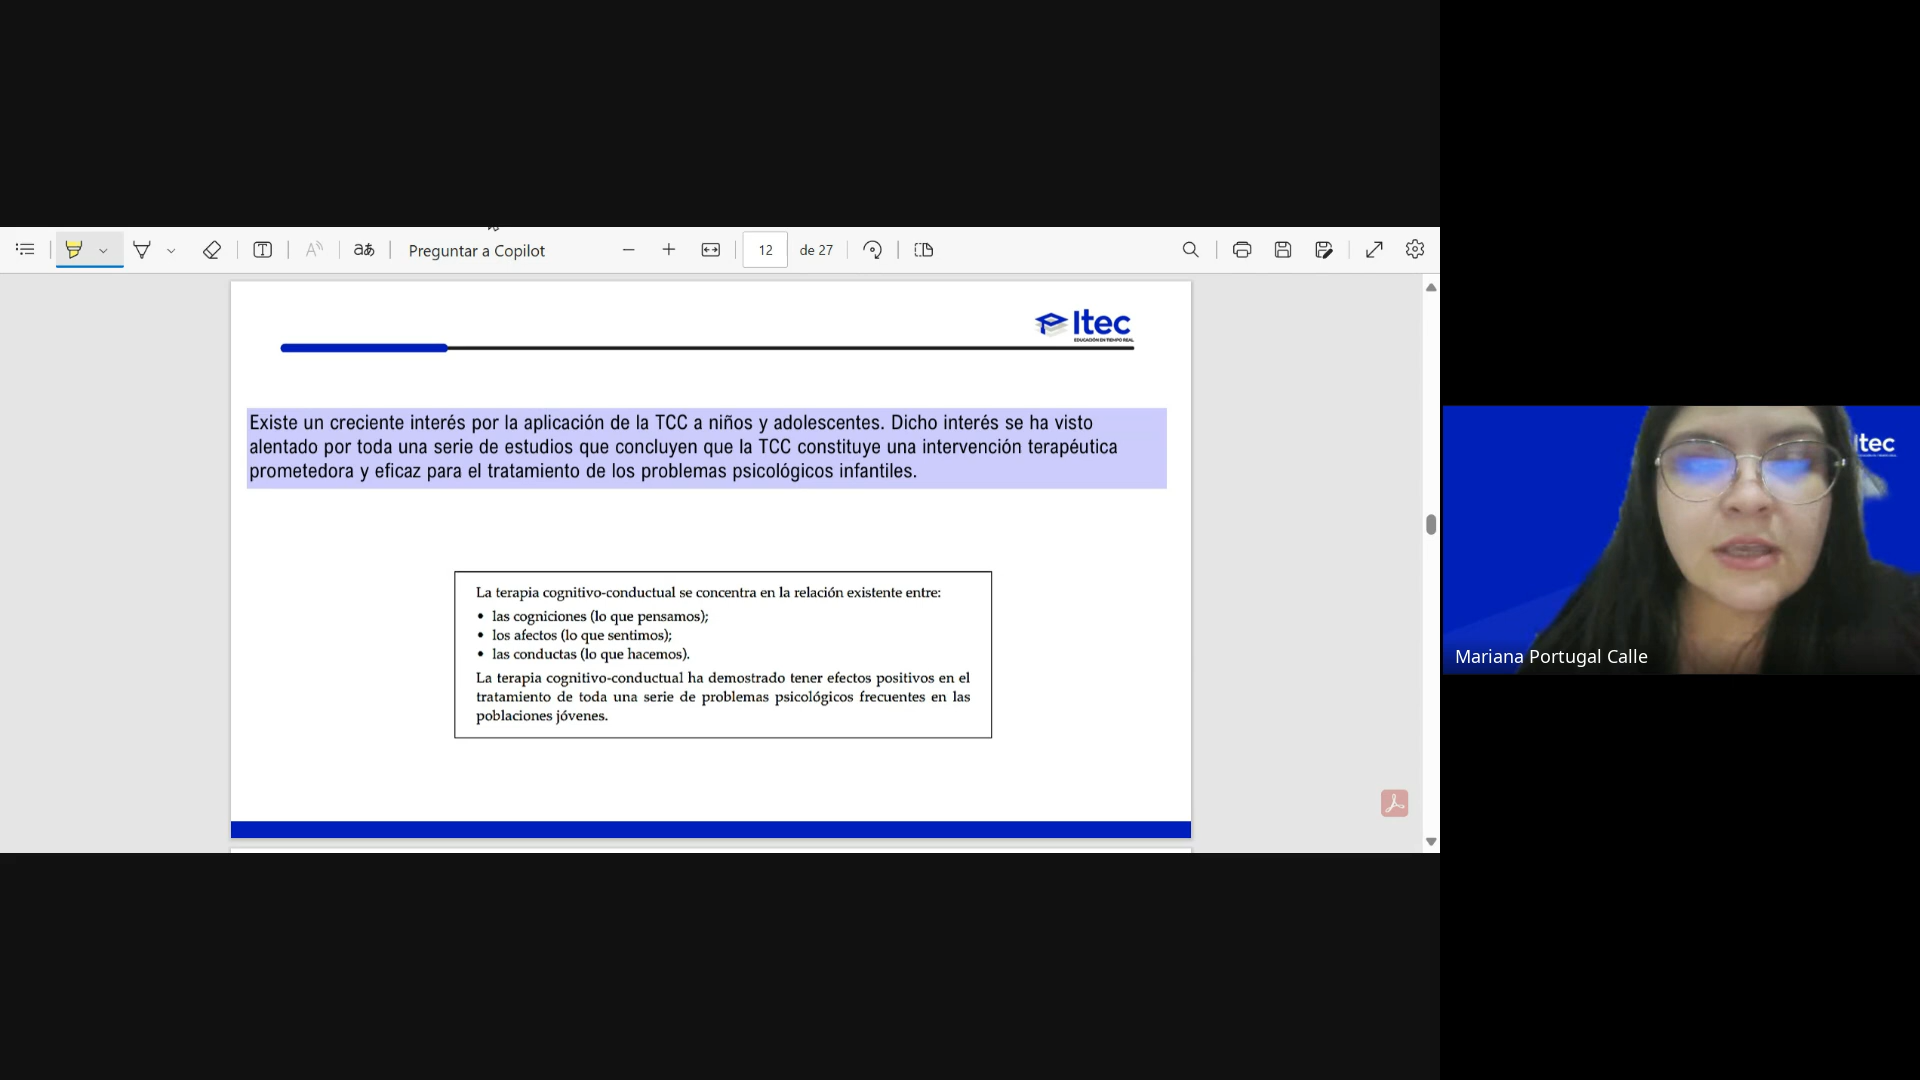 Preguntar a Copilot
12 de 27
Itec
EDUCACIÓN EN TIEMPO REAL
Existe un creciente interés por la aplicación de la TCC a niños y adolescentes. Dicho interés se ha visto
alentado por toda una serie de estudios que concluyen que la TCC constituye una intervención terapéutica
prometedora y eficaz para el tratamiento de los problemas psicológicos infantiles.
La terapia cognitivo-conductual se concentra en la relación existente entre:
• las cogniciones (lo que pensamos);
• los afectos (lo que sentimos);
• las conductas (lo que hacemos).
La terapia cognitivo-conductual ha demostrado tener efectos positivos en el
tratamiento de toda una serie de problemas psicológicos frecuentes en las
poblaciones jóvenes.
Itec
Mariana Portugal Calle